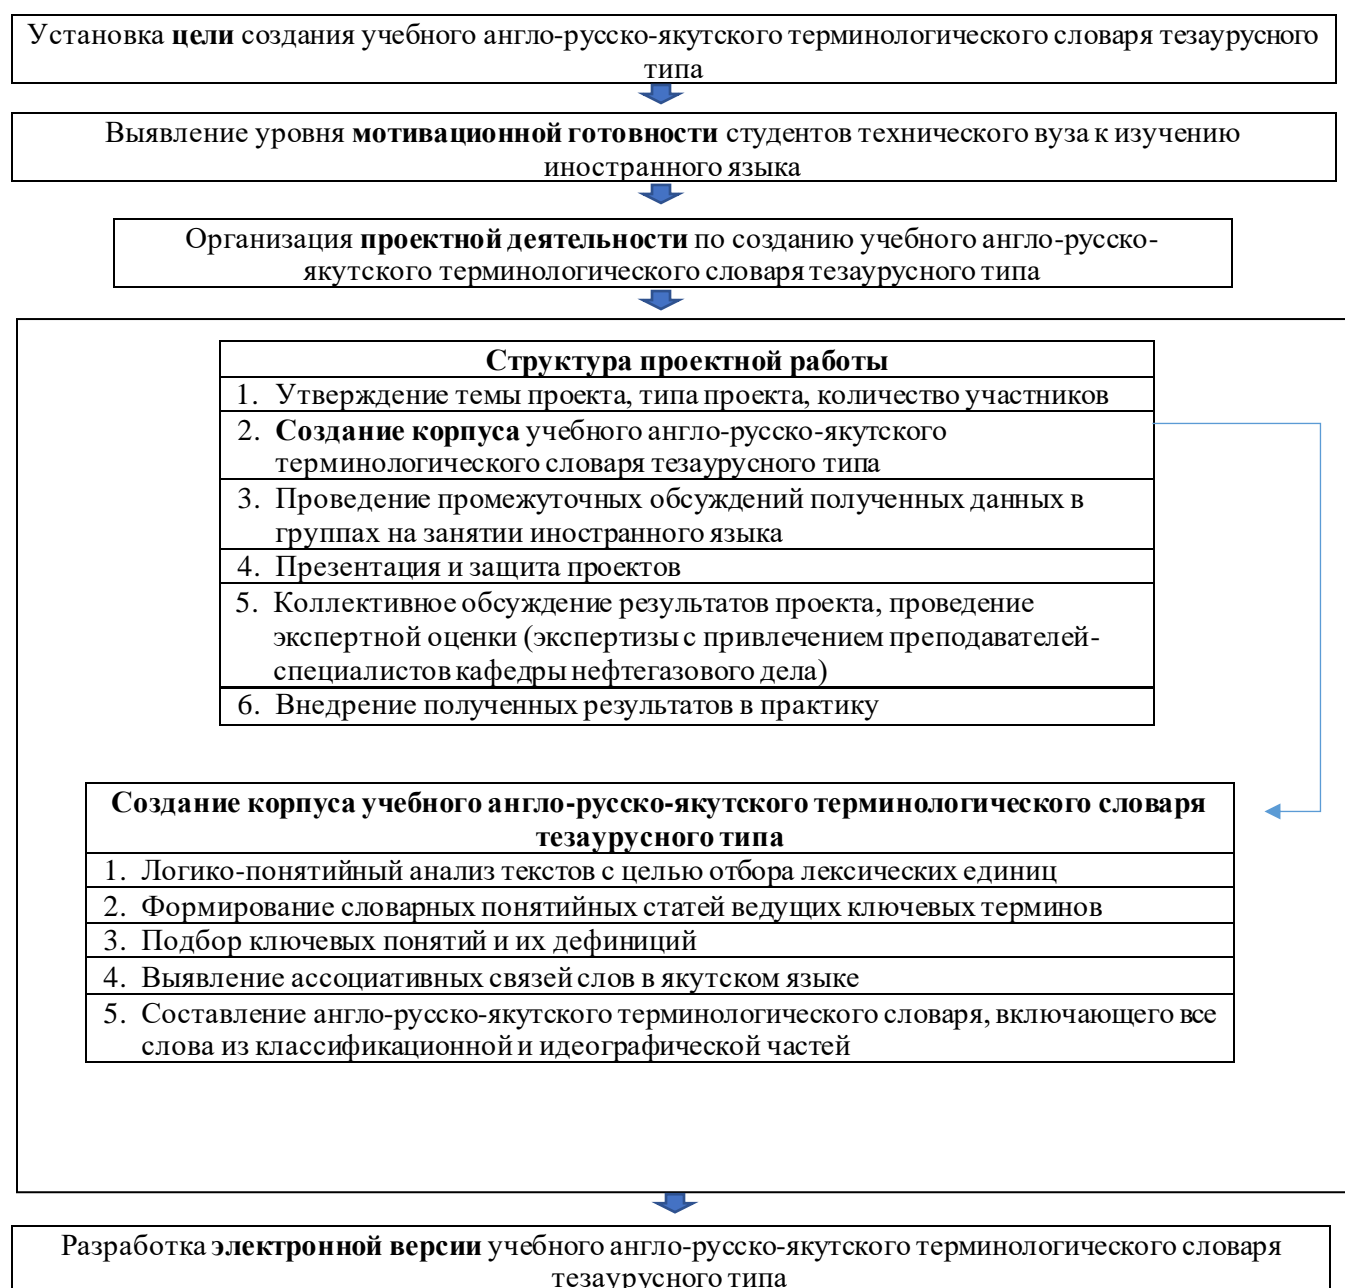 Установка цели создания учебного англо-русско-якутского терминологического словаря тезаурусного
типа
Выявление уровня мотивационной готовности студентов технического вуза к изучению
иностранного языка
Организация проектной деятельности по созданию учебного англо-русско-
якутского терминологического словаря тезаурусного типа
Структура проектной работы
1. Утверждение темы проекта, типа проекта, количество участников
2. Создание корпуса учебного англо-русско-якутского
терминологического словаря тезаурусного типа
3. Проведение промежуточных обсуждений полученных данных в
группах на занятии иностранного языка
4. Презентация и защита проектов
5. Коллективное обсуждение результатов проекта, проведение
экспертной оценки (экспертизы с привлечением преподавателей-
специалистов кафедры нефтегазового дела)
6. Внедрение полученных результатов в практику
Создание корпуса учебного англо-русско-якутского терминологического словаря
тезаурусного типа
1. Логико-понятийный анализ текстов с целью отбора лексических единиц
2. Формирование словарных понятийных статей ведущих ключевых терминов
3. Подбор ключевых понятий и их дефиниций
4. Выявление ассоциативных связей слов в якутском языке
5. Составление англо-русско-якутского терминологического словаря, включающего все
слова из классификационной и идеографической частей
Разработка электронной версии учебного англо-русско-якутского терминологического словаря
тезаурусного типа